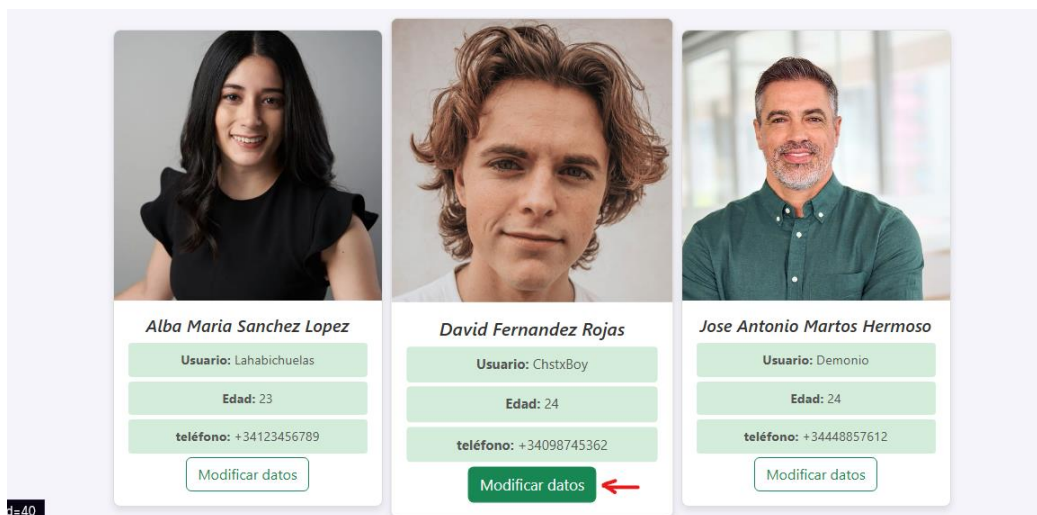 Alba Maria Sanchez Lopez
Usuario: Lahabichuelas
Edad: 23
teléfono: +34123456789
Modificar datos
David Fernandez Rojas
Usuario: ChstxBoy
Edad: 24
teléfono: +34098745362
Modificar datos
Jose Antonio Martos Hermoso
Usuario: Demonio
Edad: 24
teléfono: +34448857612
Modificar datos
d=40